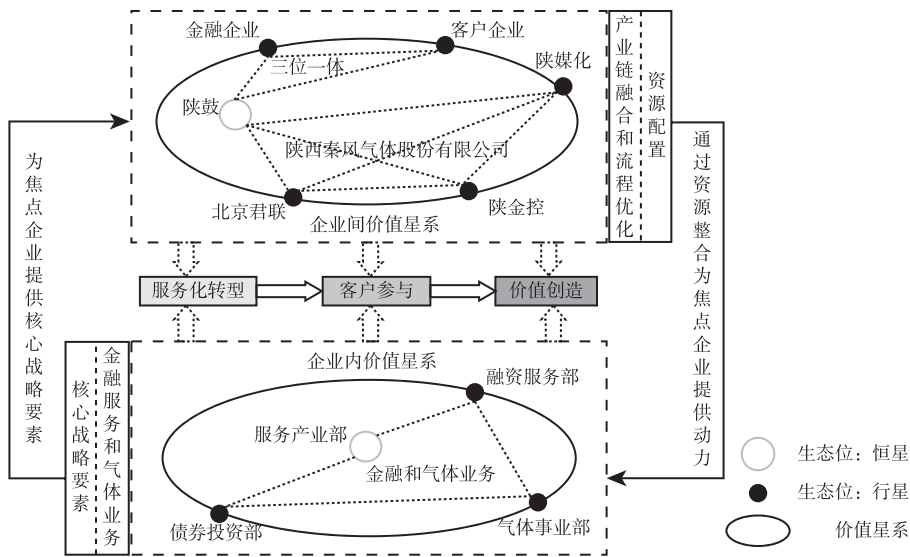 金融企业
客户企业
三位一体
陕媒化
陕鼓
陕西秦风气体股份有限公司
北京君联
陕金控
企业间价值星系
产业链融合和流程优化
资源配置
为焦点企业提供核心战略要素
通过资源整合为焦点企业提供动力
服务化转型
客户参与
价值创造
企业内价值星系
融资服务部
服务产业部
金融和气体业务
债券投资部
气体事业部
核心战略要素
金融服务和气体业务
生态位：恒星
生态位：行星
价值星系